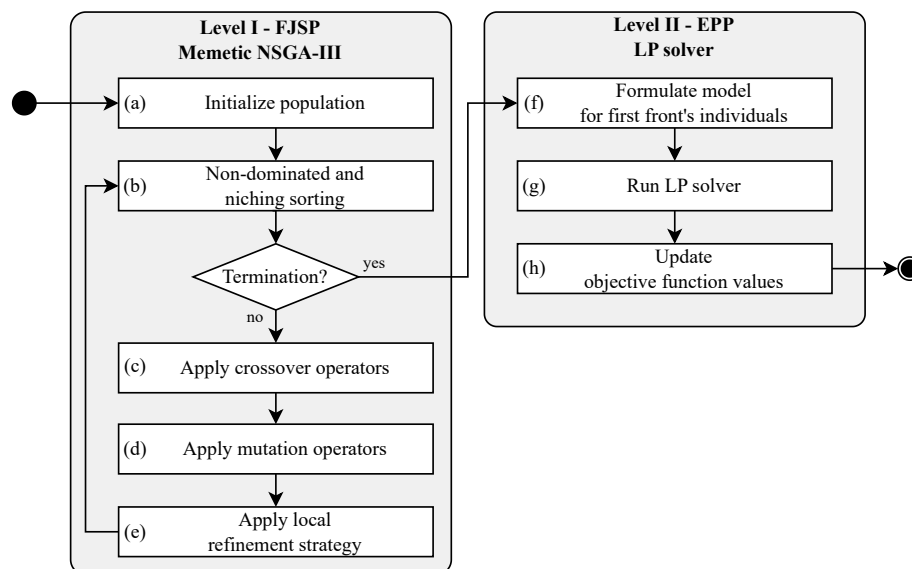 Level I - FJSP
Memetic NSGA-III
(a) Initialize population
(b) Non-dominated and
niching sorting
Termination?
yes
no
(c) Apply crossover operators
(d) Apply mutation operators
(e) Apply local
refinement strategy
Level II - EPP
LP solver
(f) Formulate model
for first front's individuals
(g) Run LP solver
(h) Update
objective function values